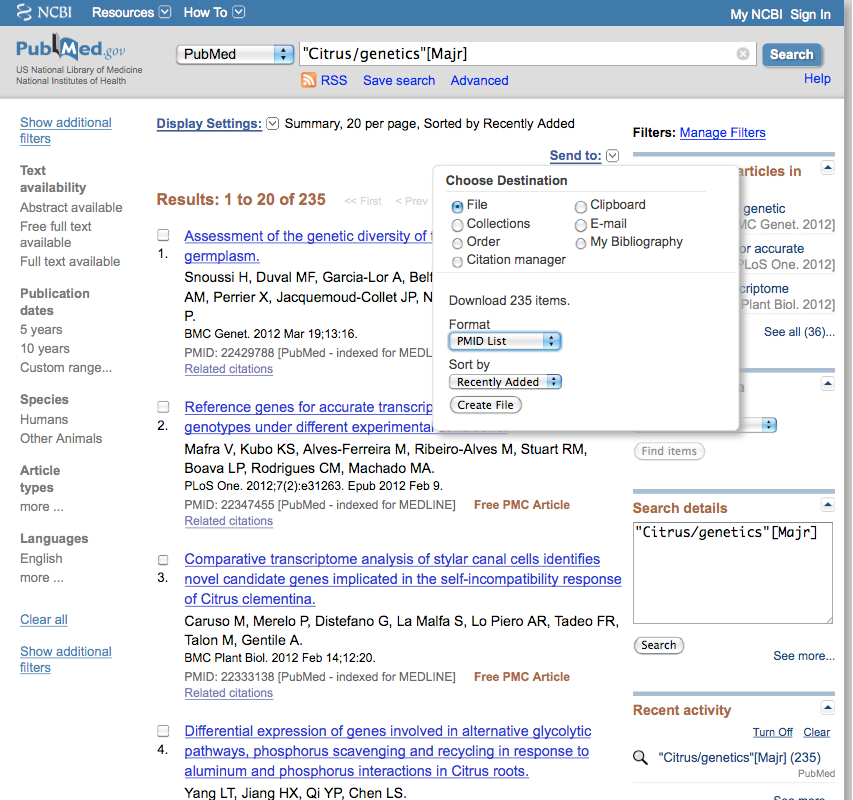 NCBI Resources How To My NCBI Sign In
PubMed.gov
US National Library of Medicine
National Institutes of Health
PubMed "Citrus/genetics"[Majr] Search
RSS Save search Advanced Help
Show additional
filters
Text
availability
Abstract available
Free full text
available
Full text available
Publication
dates
5 years
10 years
Custom range...
Species
Humans
Other Animals
Article
types
more ...
Languages
English
more ...
Clear all
Show additional
filters
Display Settings: Summary, 20 per page, Sorted by Recently Added
Send to:
Results: 1 to 20 of 235 << First < Prev
Choose Destination
File Clipboard
Collections E-mail
Order My Bibliography
Citation manager
Download 235 items.
Format
PMID List
Sort by
Recently Added
Create File
1. Assessment of the genetic diversity of
germplasm.
Snoussi H, Duval MF, Garcia-Lor A,
AM, Perrier X, Jacquemoud-Collet JP, N
P.
BMC Genet. 2012 Mar 19;13:16.
PMID: 22429788 [PubMed - indexed for MEDL
Related citations
2. Reference genes for accurate transcrip
genotypes under different experimental conditions.
Mafra V, Kubo KS, Alves-Ferreira M, Ribeiro-Alves M, Stuart RM,
Boava LP, Rodrigues CM, Machado MA.
PLoS One. 2012;7(2):e31263. Epub 2012 Feb 9.
PMID: 22347455 [PubMed - indexed for MEDLINE] Free PMC Article
Related citations
3. Comparative transcriptome analysis of stylar canal cells identifies
novel candidate genes implicated in the self-incompatibility response
of Citrus clementina.
Caruso M, Merelo P, Distefano G, La Malfa S, Lo Piero AR, Tadeo FR,
Talon M, Gentile A.
BMC Plant Biol. 2012 Feb 14;12:20.
PMID: 22333138 [PubMed - indexed for MEDLINE] Free PMC Article
Related citations
4. Differential expression of genes involved in alternative glycolytic
pathways, phosphorus scavenging and recycling in response to
aluminum and phosphorus interactions in Citrus roots.
Yang LT, Jiang HX, Qi YP, Chen LS.
Filters: Manage Filters
articles in
genetic
MC Genet. 2012]
or accurate
PLoS One. 2012]
criptome
Plant Biol. 2012]
See all (36)...
a
Find items
Search details
"Citrus/genetics"[Majr]
Search
See more...
Recent activity
Turn Off Clear
"Citrus/genetics"[Majr] (235)
PubMed